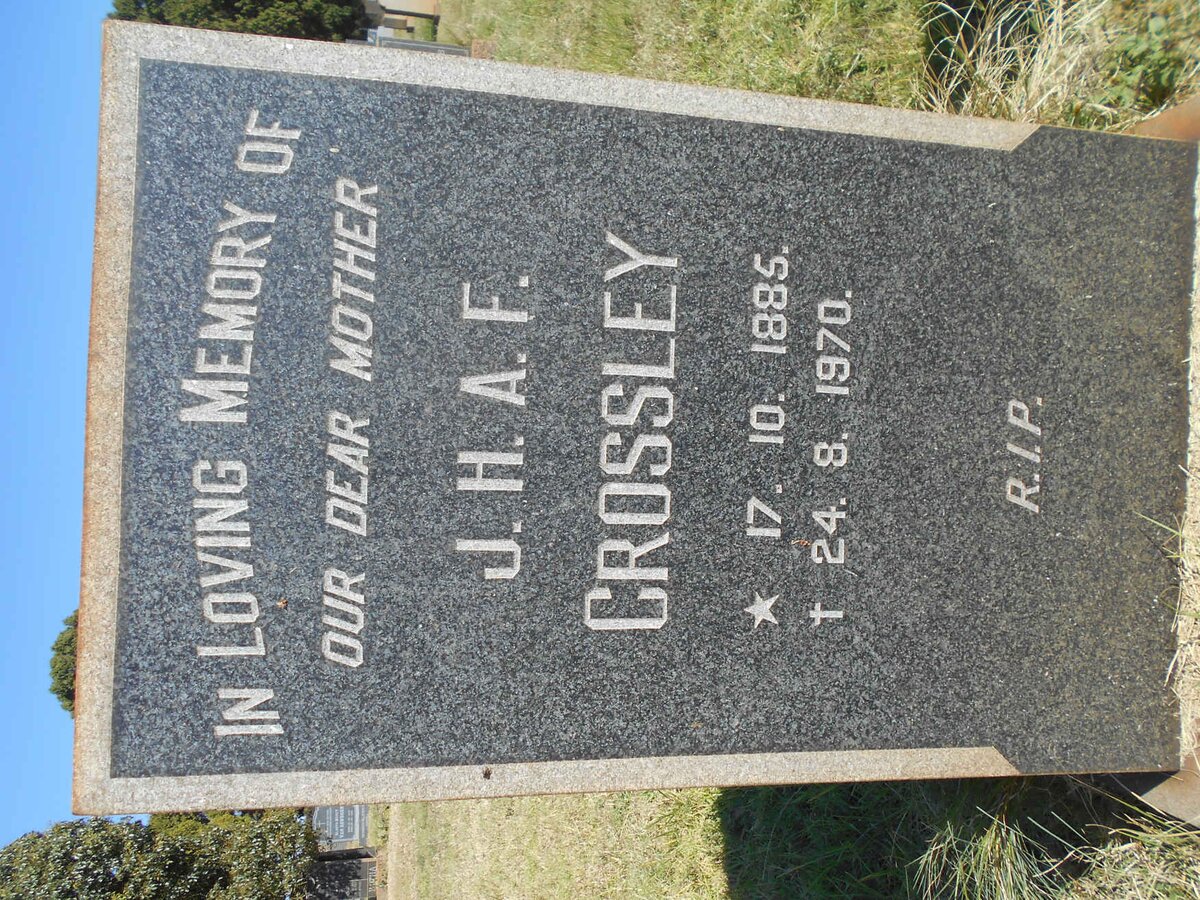 IN LOVING MEMORY OF
OUR DEAR MOTHER
J. H. A. F.
CROSSLEY
★ 17. 10. 1885.
✝ 24. 8. 1970.
R.I.P.